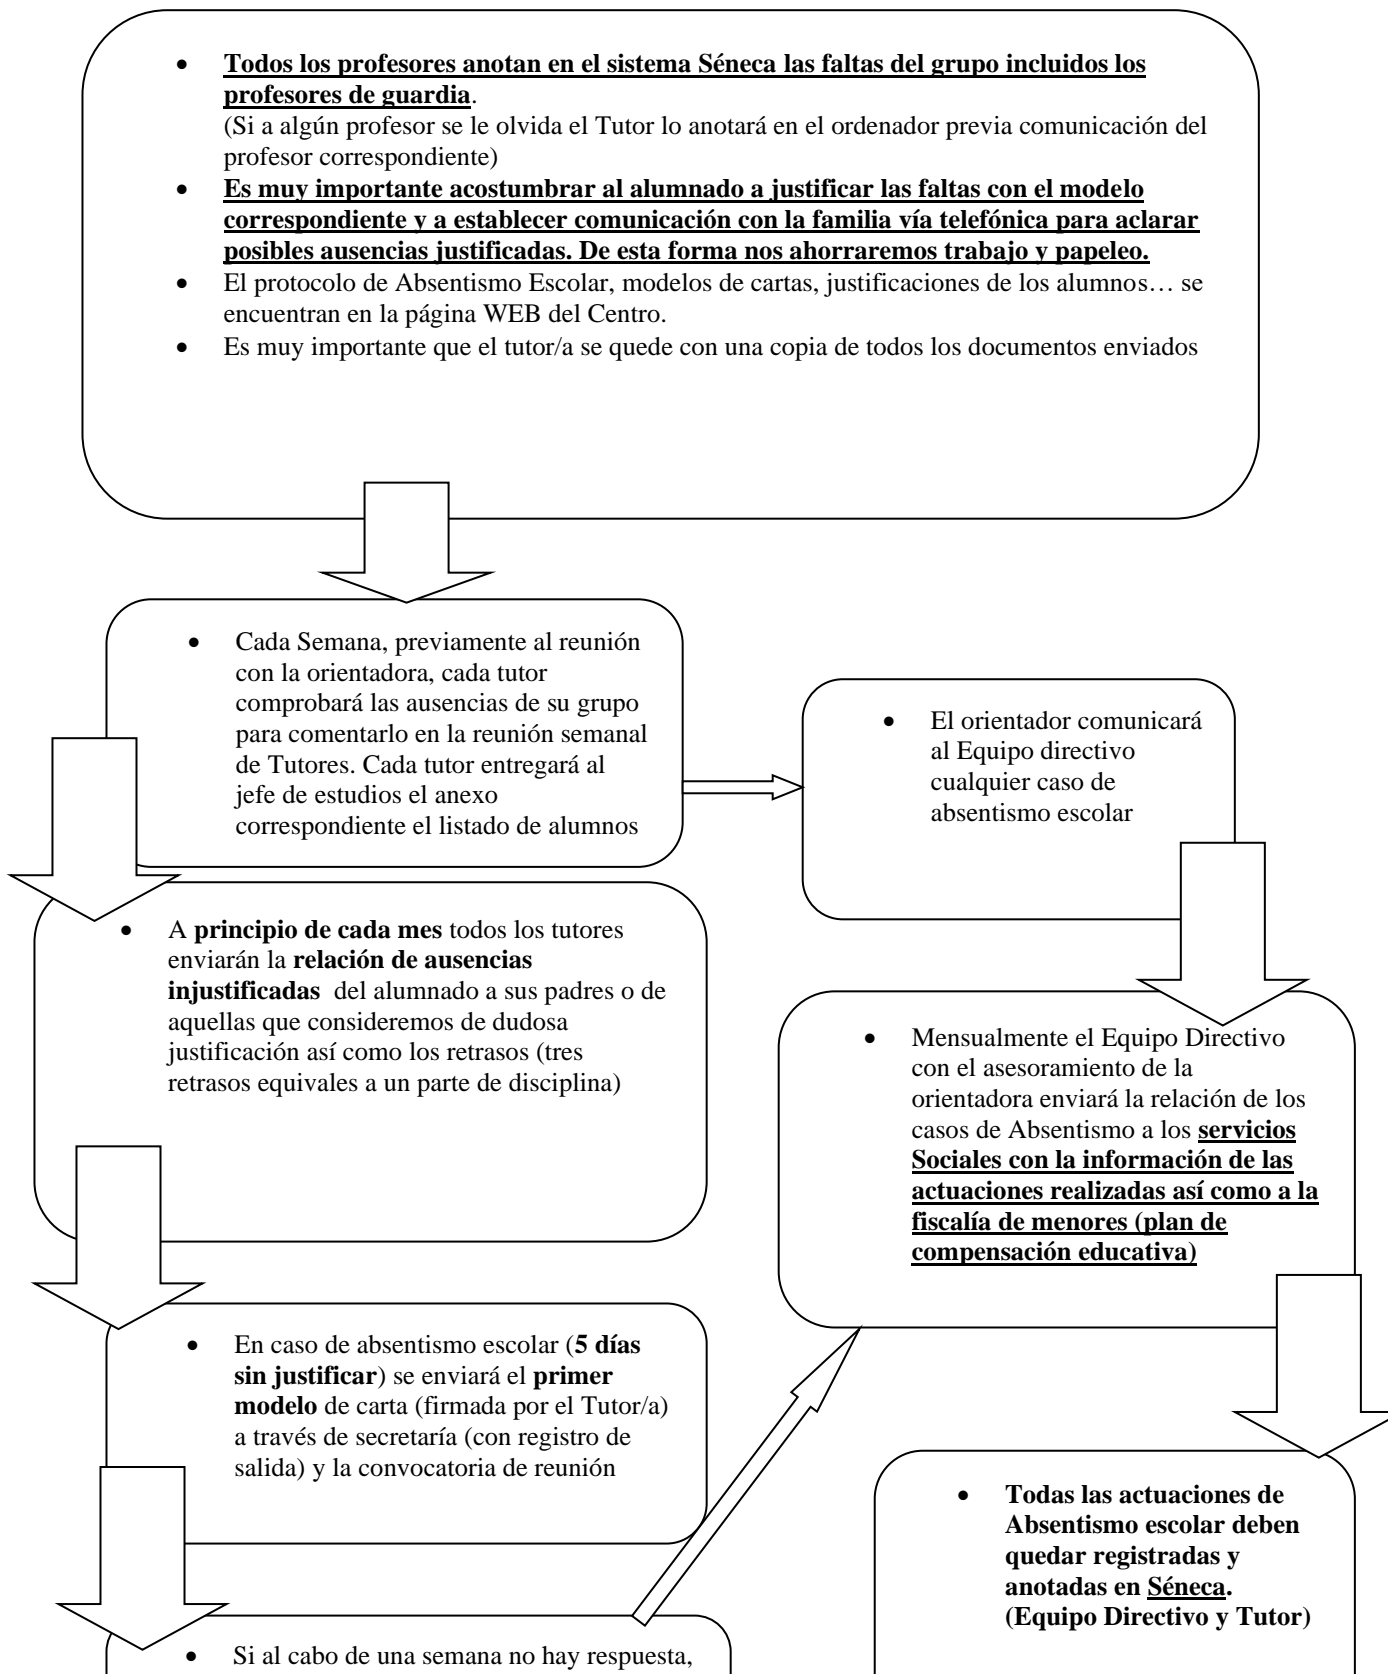 • Todos los profesores anotan en el sistema Séneca las faltas del grupo incluidos los
profesores de guardia.
(Si a algún profesor se le olvida el Tutor lo anotará en el ordenador previa comunicación del
profesor correspondiente)
• Es muy importante acostumbrar al alumnado a justificar las faltas con el modelo
correspondiente y a establecer comunicación con la familia vía telefónica para aclarar
posibles ausencias justificadas. De esta forma nos ahorraremos trabajo y papeleo.
• El protocolo de Absentismo Escolar, modelos de cartas, justificaciones de los alumnos… se
encuentran en la página WEB del Centro.
• Es muy importante que el tutor/a se quede con una copia de todos los documentos enviados
• Cada Semana, previamente al reunión
con la orientadora, cada tutor
comprobará las ausencias de su grupo
para comentarlo en la reunión semanal
de Tutores. Cada tutor entregará al
jefe de estudios el anexo
correspondiente el listado de alumnos
• El orientador comunicará
al Equipo directivo
cualquier caso de
absentismo escolar
• A principio de cada mes todos los tutores
enviarán la relación de ausencias
injustificadas del alumnado a sus padres o de
aquellas que consideremos de dudosa
justificación así como los retrasos (tres
retrasos equivales a un parte de disciplina)
• Mensualmente el Equipo Directivo
con el asesoramiento de la
orientadora enviará la relación de los
casos de Absentismo a los servicios
Sociales con la información de las
actuaciones realizadas así como a la
fiscalía de menores (plan de
compensación educativa)
• En caso de absentismo escolar (5 días
sin justificar) se enviará el primer
modelo de carta (firmada por el Tutor/a)
a través de secretaría (con registro de
salida) y la convocatoria de reunión
• Todas las actuaciones de
Absentismo escolar deben
quedar registradas y
anotadas en Séneca.
(Equipo Directivo y Tutor)
• Si al cabo de una semana no hay respuesta,